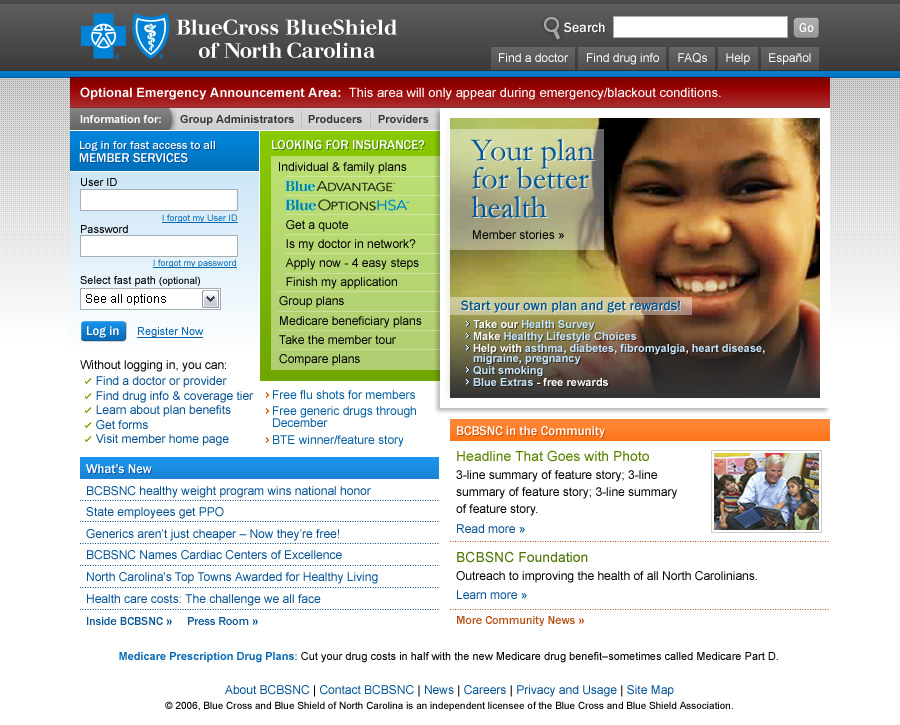 BlueCross BlueShield
of North Carolina
Search
Go
Find a doctor
Find drug info
FAQs
Help
Español
Optional Emergency Announcement Area: This area will only appear during emergency/blackout conditions.
Information for:
Group Administrators
Producers
Providers
Log in for fast access to all
MEMBER SERVICES
User ID
I forgot my User ID
Password
I forgot my password
Select fast path (optional)
See all options
Log in
Register Now
Without logging in, you can:
Find a doctor or provider
Find drug info & coverage tier
Learn about plan benefits
Get forms
Visit member home page
LOOKING FOR INSURANCE?
Individual & family plans
BlueADVANTAGE
BlueOPTIONSHSA
Get a quote
Is my doctor in network?
Apply now - 4 easy steps
Finish my application
Group plans
Medicare beneficiary plans
Take the member tour
Compare plans
Free flu shots for members
Free generic drugs through
Decmember
BTE winner/feature story
Your plan
for better
health
Member stories »
Start your own plan and get rewards!
Take our Health Survey
Make Healthy Lifestyle Choices
Help with asthma, diabetes, fibromyalgia, heart disease,
migraine, pregnancy
Quit smoking
Blue Extras - free rewards
What's New
BCBSNC healthy weight program wins national honor
State employees get PPO
Generics aren't just cheaper – Now they're free!
BCBSNC Names Cardiac Centers of Excellence
North Carolina's Top Towns Awarded for Healthy Living
Health care costs: The challenge we all face
Inside BCBSNC » Press Room »
BCBSNC in the Community
Headline That Goes with Photo
3-line summary of feature story; 3-line
summary of feature story; 3-line summary
of feature story.
Read more »
BCBSNC Foundation
Outreach to improving the health of all North Carolinians.
Learn more »
More Community News »
Medicare Prescription Drug Plans: Cut your drug costs in half with the new Medicare drug benefit–sometimes called Medicare Part D.
About BCBSNC | Contact BCBSNC | News | Careers | Privacy and Usage | Site Map
© 2006, Blue Cross and Blue Shield of North Carolina is an independent licensee of the Blue Cross and Blue Shield Association.